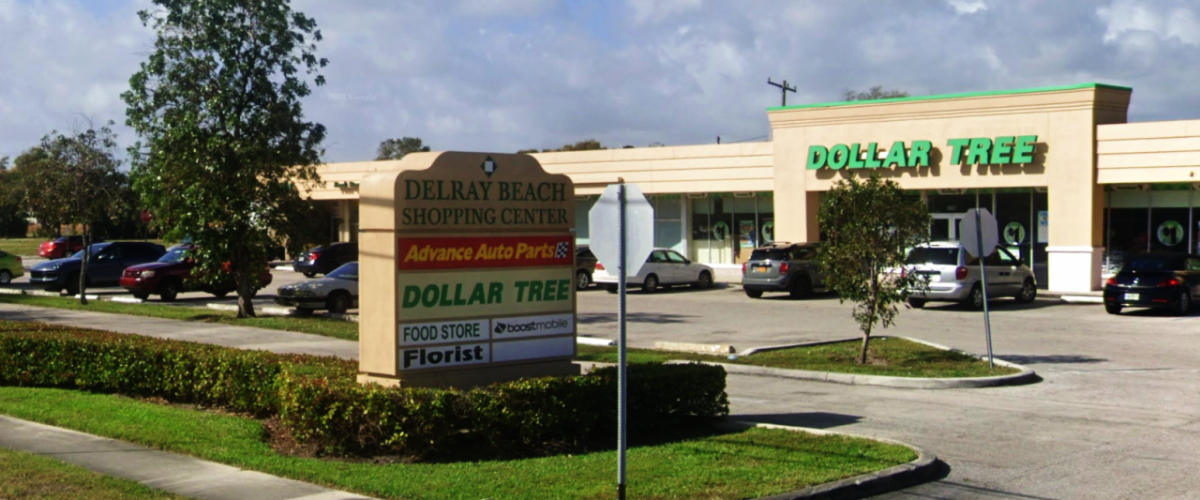 DELRAY BEACH
SHOPPING CENTER
Advance Auto Parts
DOLLAR TREE
FOOD STORE
boostmobile
Florist
DOLLAR TREE